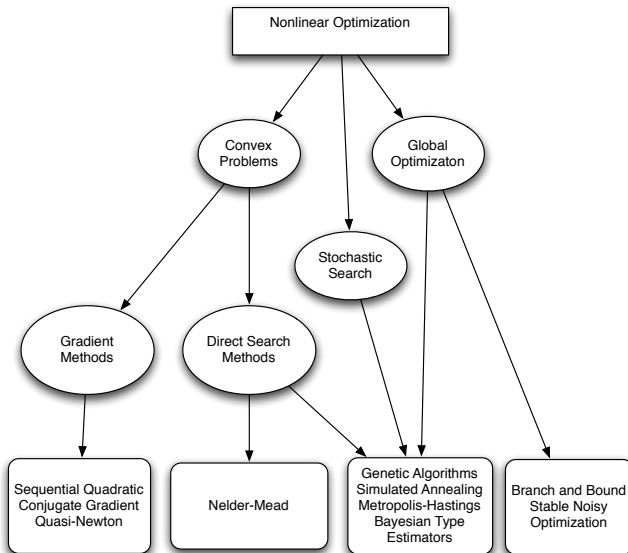 Nonlinear Optimization
Convex
Problems
Global
Optimizaton
Stochastic
Search
Gradient
Methods
Direct Search
Methods
Sequential Quadratic
Conjugate Gradient
Quasi-Newton
Nelder-Mead
Genetic Algorithms
Simulated Annealing
Metropolis-Hastings
Bayesian Type
Estimators
Branch and Bound
Stable Noisy
Optimization